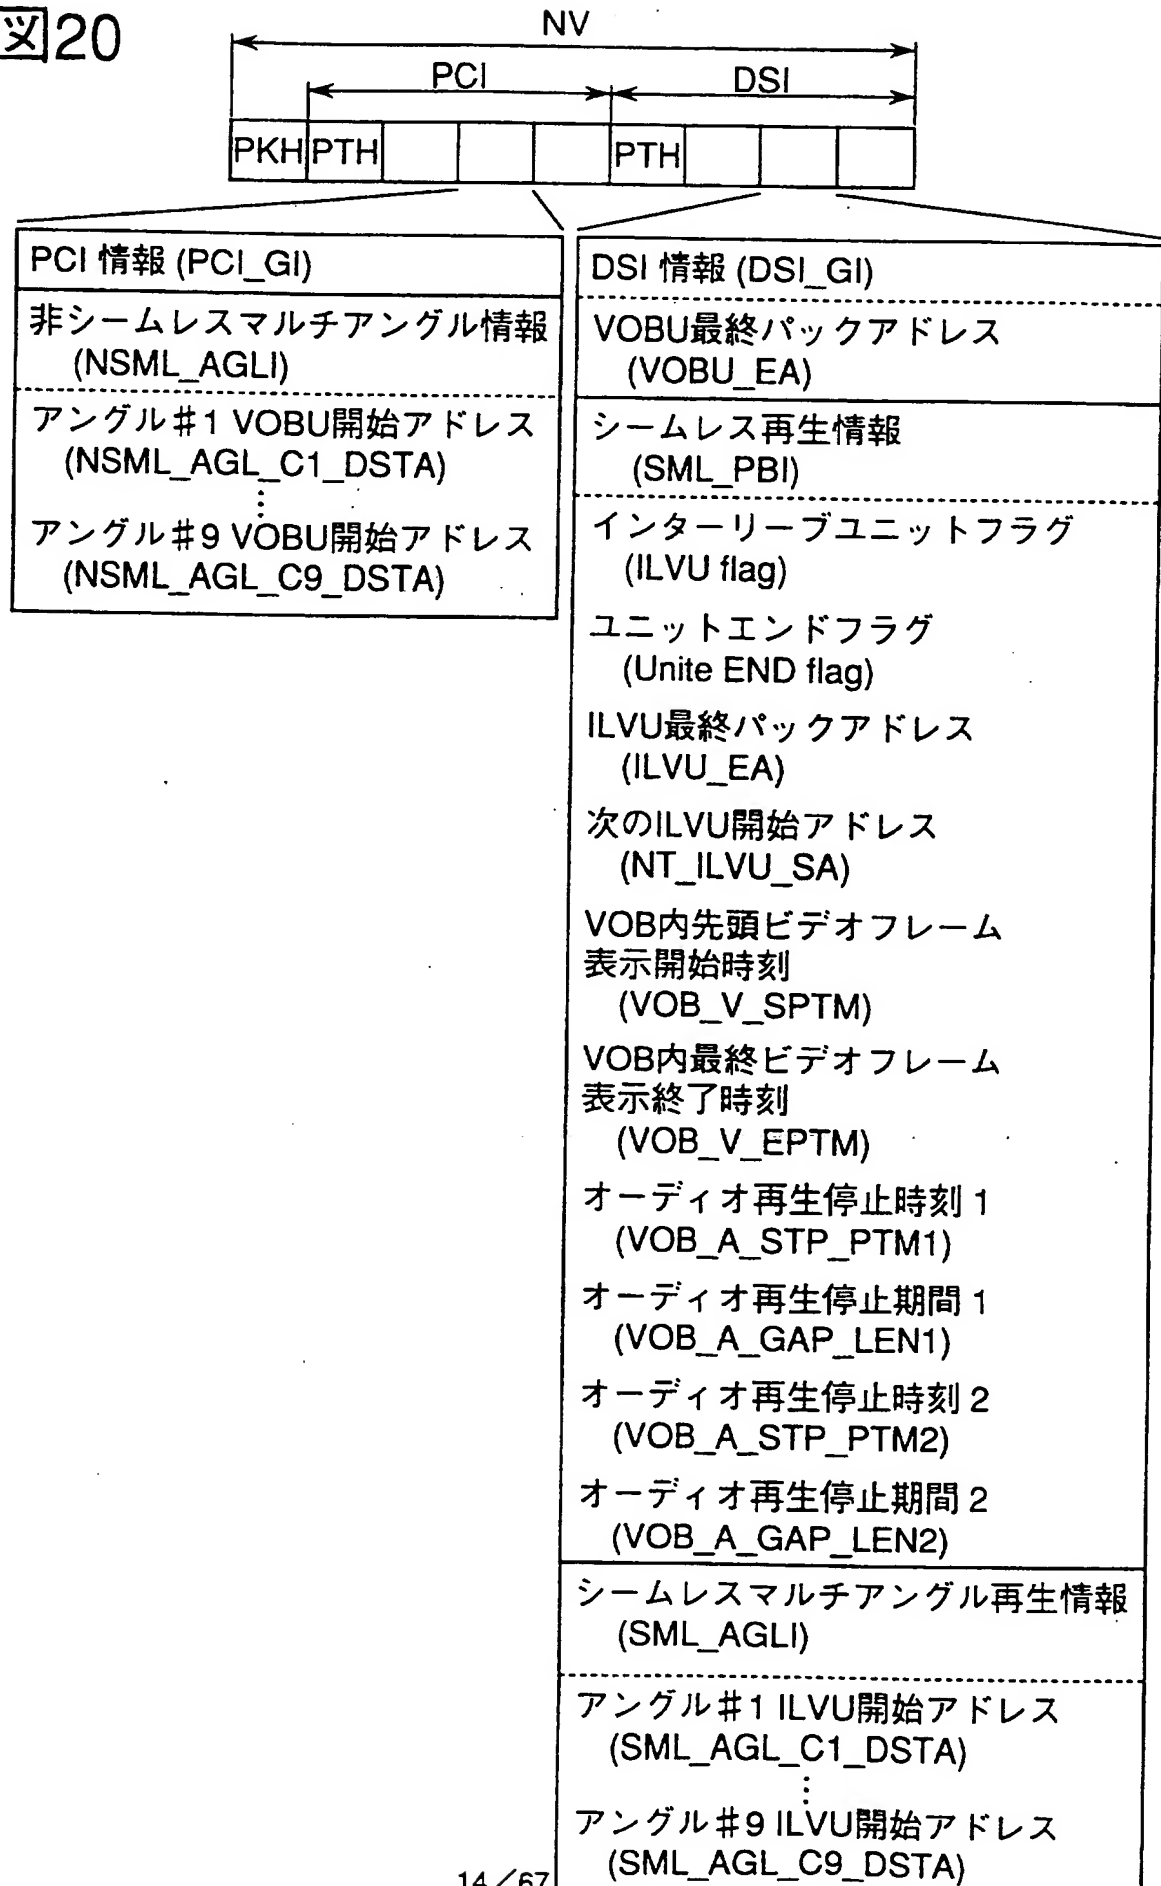 図20
NV
PCI
DSI
PKH PTH PTH
PCI 情報 (PCI_GI)
非シームレスマルチアングル情報
(NSML_AGLI)
アングル#1 VOBU開始アドレス
(NSML_AGL_C1_DSTA)
⋮
アングル#9 VOBU開始アドレス
(NSML_AGL_C9_DSTA)
DSI 情報 (DSI_GI)
VOBU最終パックアドレス
(VOBU_EA)
シームレス再生情報
(SML_PBI)
インターリーブユニットフラグ
(ILVU flag)
ユニットエンドフラグ
(Unite END flag)
ILVU最終パックアドレス
(ILVU_EA)
次のILVU開始アドレス
(NT_ILVU_SA)
VOB内先頭ビデオフレーム
表示開始時刻
(VOB_V_SPTM)
VOB内最終ビデオフレーム
表示終了時刻
(VOB_V_EPTM)
オーディオ再生停止時刻 1
(VOB_A_STP_PTM1)
オーディオ再生停止期間 1
(VOB_A_GAP_LEN1)
オーディオ再生停止時刻 2
(VOB_A_STP_PTM2)
オーディオ再生停止期間 2
(VOB_A_GAP_LEN2)
シームレスマルチアングル再生情報
(SML_AGLI)
アングル#1 ILVU開始アドレス
(SML_AGL_C1_DSTA)
⋮
アングル#9 ILVU開始アドレス
(SML_AGL_C9_DSTA)
14/67